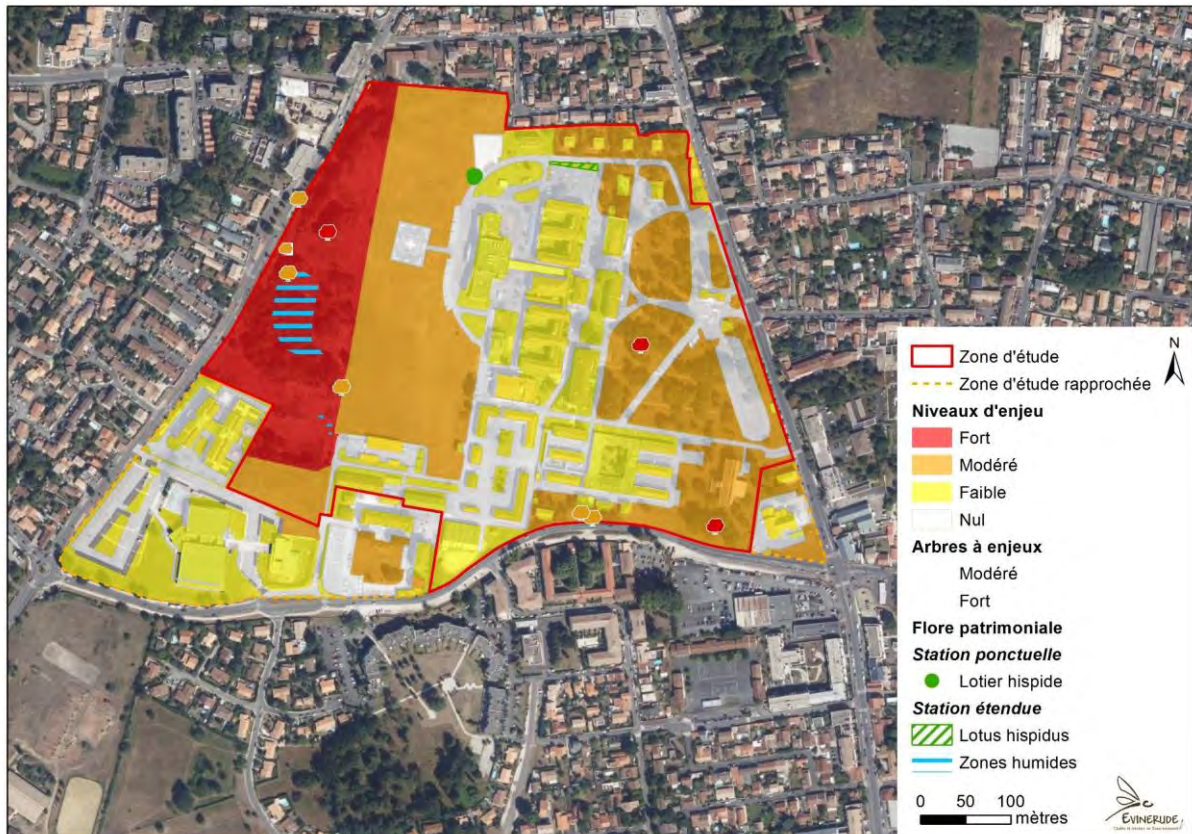 N
Zone d'étude
Zone d'étude rapprochée
Niveaux d'enjeu
Fort
Modéré
Faible
Nul
Arbres à enjeux
Modéré
Fort
Flore patrimoniale
Station ponctuelle
Lotier hispide
Station étendue
Lotus hispidus
Zones humides
0 50 100
mètres
EVINERUDE